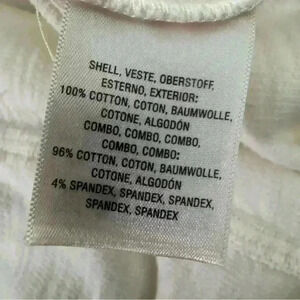 SHELL, VESTE, OBERSTOFF,
ESTERNO, EXTERIOR:
100% COTTON, COTON, BAUMWOLLE,
COTONE, ALGODÓN
COMBO, COMBO, COMBO,
COMBO, COMBO:
96% COTTON, COTON, BAUMWOLLE,
COTONE, ALGODÓN
4% SPANDEX, SPANDEX, SPANDEX,
SPANDEX, SPANDEX